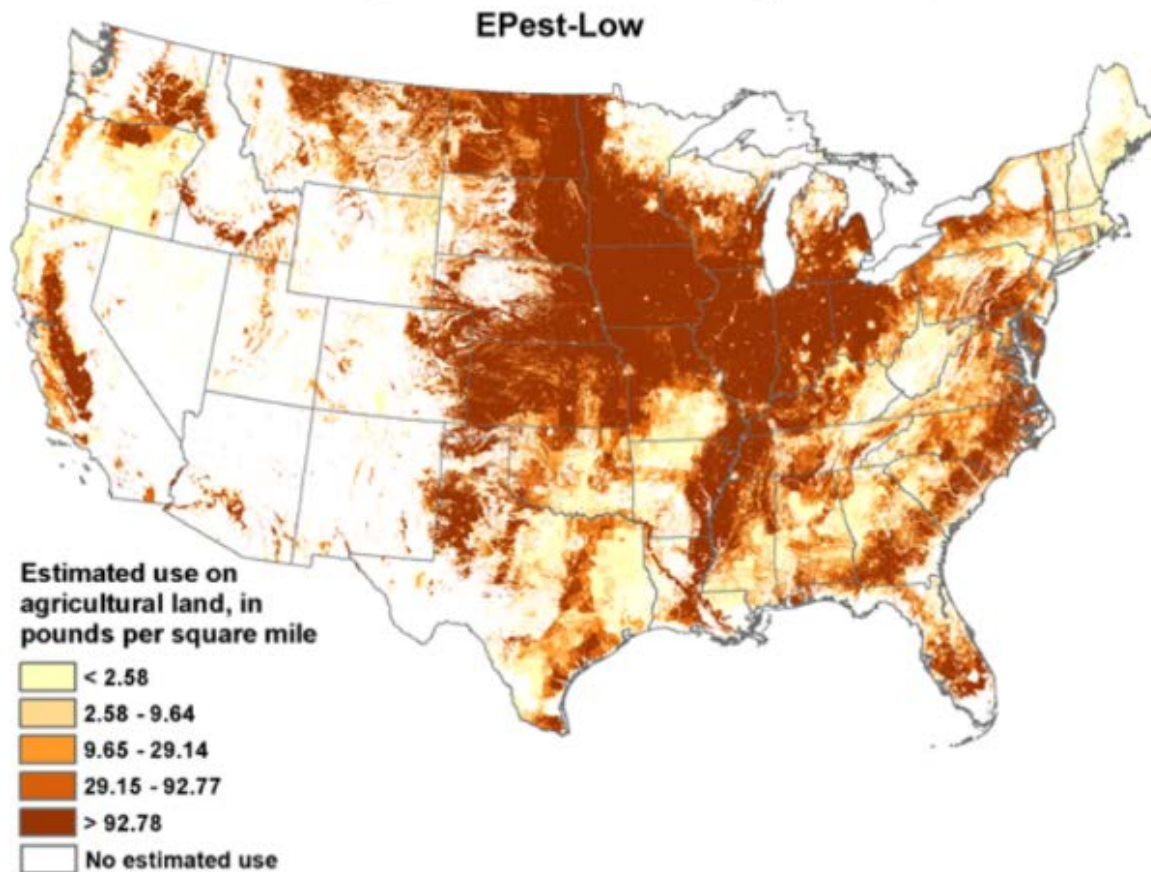 EPest-Low
Estimated use on
agricultural land, in
pounds per square mile
< 2.58
2.58 - 9.64
9.65 - 29.14
29.15 - 92.77
> 92.78
No estimated use